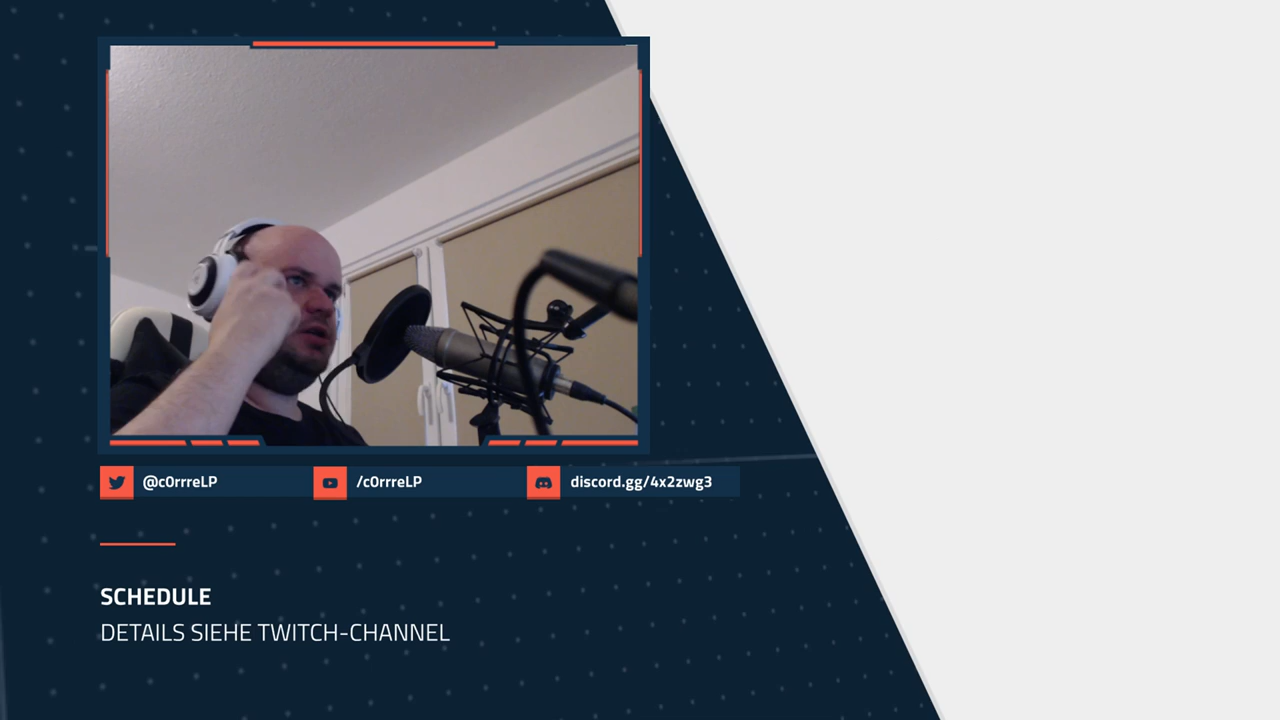 @c0rrreLP
/c0rrreLP
discord.gg/4x2zwg3
SCHEDULE
DETAILS SIEHE TWITCH-CHANNEL